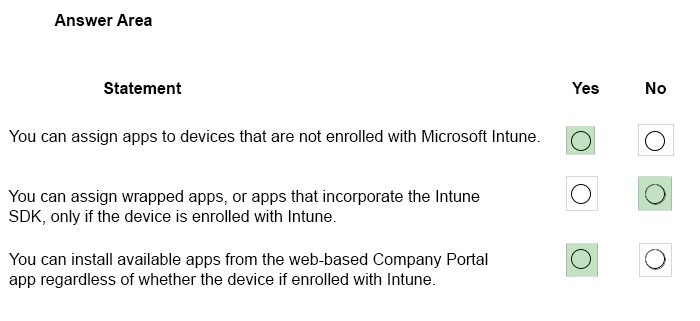 Answer Area
Statement Yes No
You can assign apps to devices that are not enrolled with Microsoft Intune.
You can assign wrapped apps, or apps that incorporate the Intune
SDK, only if the device is enrolled with Intune.
You can install available apps from the web-based Company Portal
app regardless of whether the device if enrolled with Intune.